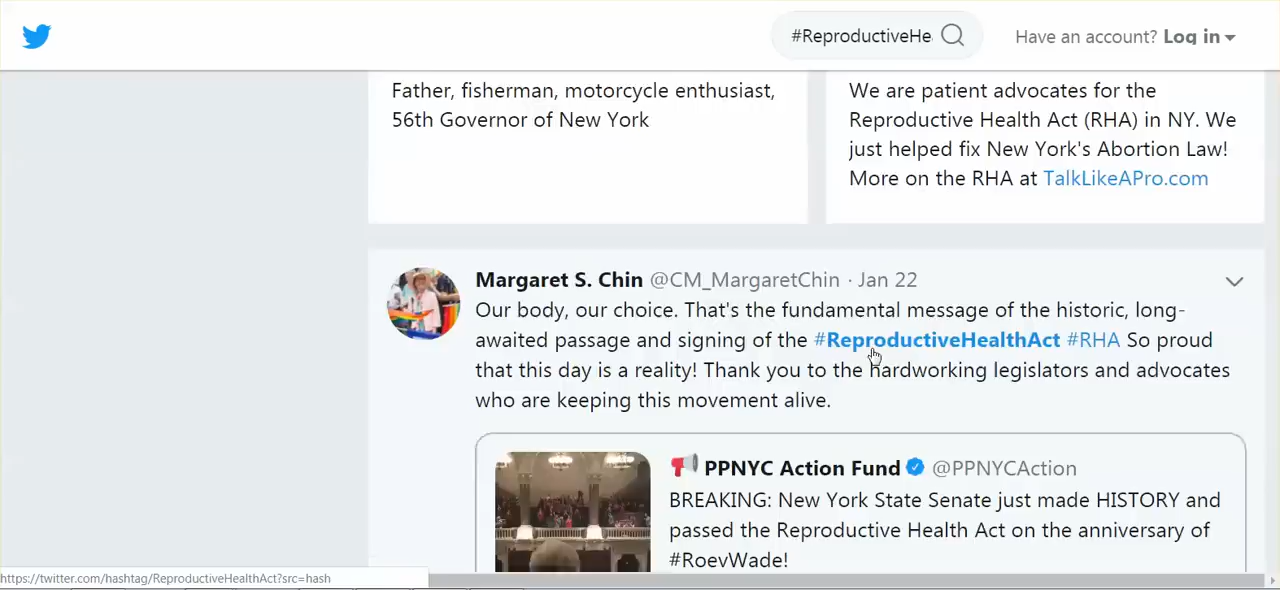 #ReproductiveHe
Have an account? Log in
Father, fisherman, motorcycle enthusiast,
56th Governor of New York
We are patient advocates for the
Reproductive Health Act (RHA) in NY. We
just helped fix New York's Abortion Law!
More on the RHA at TalkLikeAPro.com
Margaret S. Chin @CM_MargaretChin · Jan 22
Our body, our choice. That's the fundamental message of the historic, long-
awaited passage and signing of the #ReproductiveHealthAct #RHA So proud
that this day is a reality! Thank you to the hardworking legislators and advocates
who are keeping this movement alive.
PPNYC Action Fund @PPNYCAction
BREAKING: New York State Senate just made HISTORY and
passed the Reproductive Health Act on the anniversary of
#RoevWade!
https://twitter.com/hashtag/ReproductiveHealthAct?src=hash